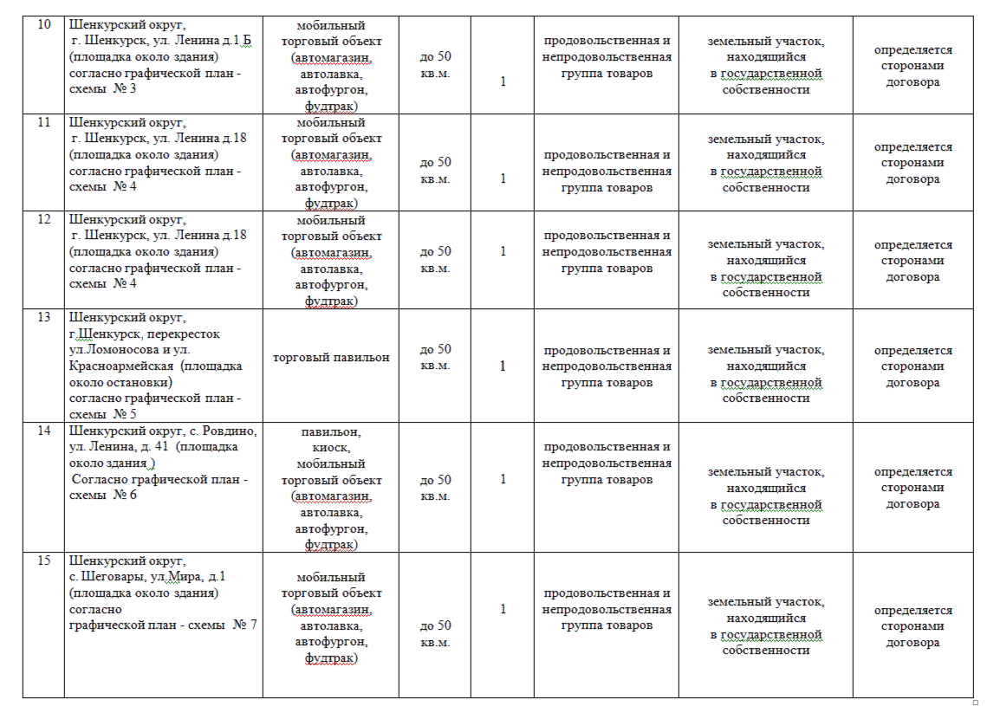 10
Шенкурский округ,
г. Шенкурск, ул. Ленина д.1 Б
(площадка около здания)
согласно графической план -
схемы № 3
мобильный
торговый объект
(автомагазин,
автолавка,
автофургон,
фудтрак)
до 50
кв.м.
1
продовольственная и
непродовольственная
группа товаров
земельный участок,
находящийся
в государственной
собственности
определяется
сторонами
договора
11
Шенкурский округ,
г. Шенкурск, ул. Ленина д.18
(площадка около здания)
согласно графической план -
схемы № 4
мобильный
торговый объект
(автомагазин,
автолавка,
автофургон,
фудтрак)
до 50
кв.м.
1
продовольственная и
непродовольственная
группа товаров
земельный участок,
находящийся
в государственной
собственности
определяется
сторонами
договора
12
Шенкурский округ,
г. Шенкурск, ул. Ленина д.18
(площадка около здания)
согласно графической план -
схемы № 4
мобильный
торговый объект
(автомагазин,
автолавка,
автофургон,
фудтрак)
до 50
кв.м.
1
продовольственная и
непродовольственная
группа товаров
земельный участок,
находящийся
в государственной
собственности
определяется
сторонами
договора
13
Шенкурский округ,
г.Шенкурск, перекресток
ул.Ломоносова и ул.
Красноармейская (площадка
около остановки)
согласно графической план -
схемы № 5
торговый павильон
до 50
кв.м.
1
продовольственная и
непродовольственная
группа товаров
земельный участок,
находящийся
в государственной
собственности
определяется
сторонами
договора
14
Шенкурский округ, с. Ровдино,
ул. Ленина, д. 41 (площадка
около здания )
Согласно графической план -
схемы № 6
павильон,
киоск,
мобильный
торговый объект
(автомагазин,
автолавка,
автофургон,
фудтрак)
до 50
кв.м.
1
продовольственная и
непродовольственная
группа товаров
земельный участок,
находящийся
в государственной
собственности
определяется
сторонами
договора
15
Шенкурский округ,
с. Шеговары, ул.Мира, д.1
(площадка около здания)
согласно
графической план - схемы № 7
мобильный
торговый объект
(автомагазин,
автолавка,
автофургон,
фудтрак)
до 50
кв.м.
1
продовольственная и
непродовольственная
группа товаров
земельный участок,
находящийся
в государственной
собственности
определяется
сторонами
договора